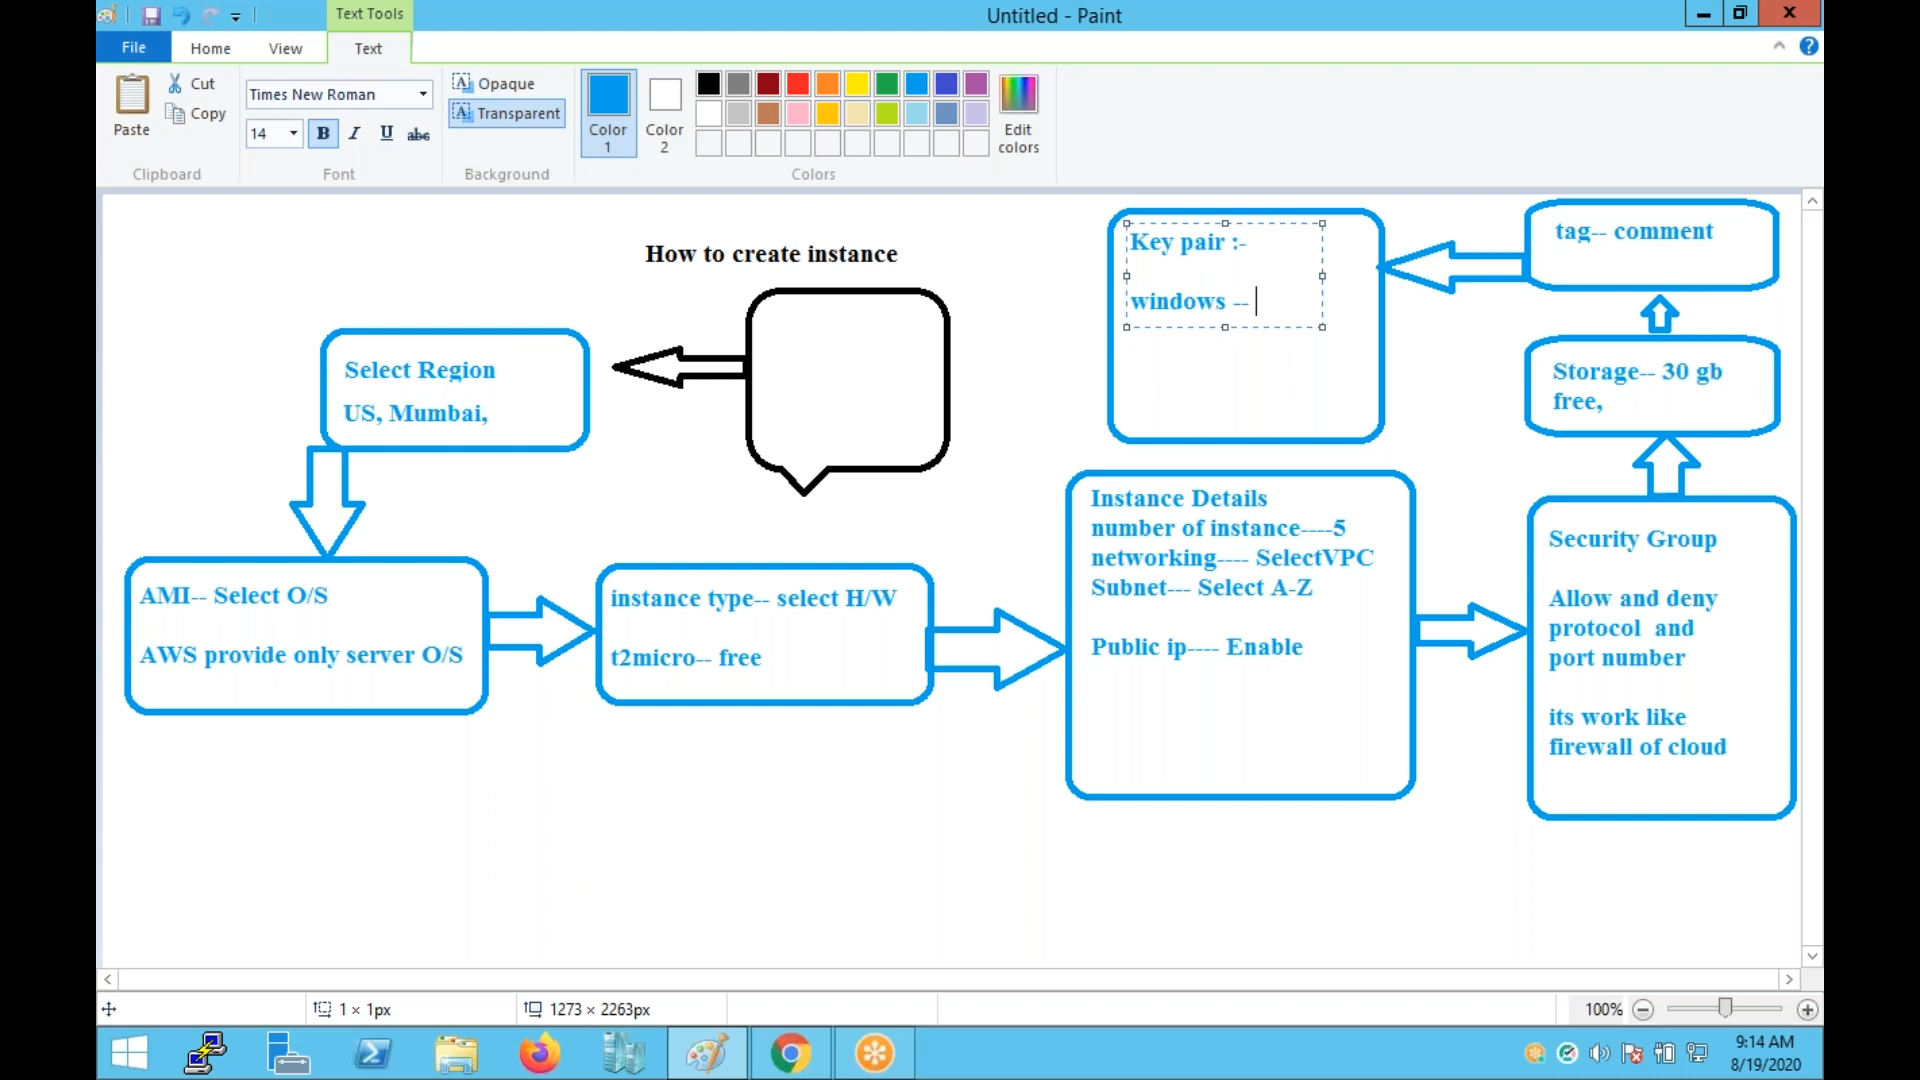 Text Tools
Untitled - Paint
File
Home
View
Text
Paste
Cut
Copy
Clipboard
Times New Roman
14
B I U abc
Font
Opaque
Transparent
Background
Color 1
Color 2
Edit colors
Colors
How to create instance
Select Region
US, Mumbai,
AMI-- Select O/S
AWS provide only server O/S
instance type-- select H/W
t2micro-- free
Instance Details
number of instance----5
networking---- SelectVPC
Subnet--- Select A-Z
Public ip---- Enable
Security Group
Allow and deny
protocol and
port number
its work like
firewall of cloud
Storage-- 30 gb
free,
tag-- comment
Key pair :-
windows --
1 × 1px
1273 × 2263px
100%
9:14 AM
8/19/2020